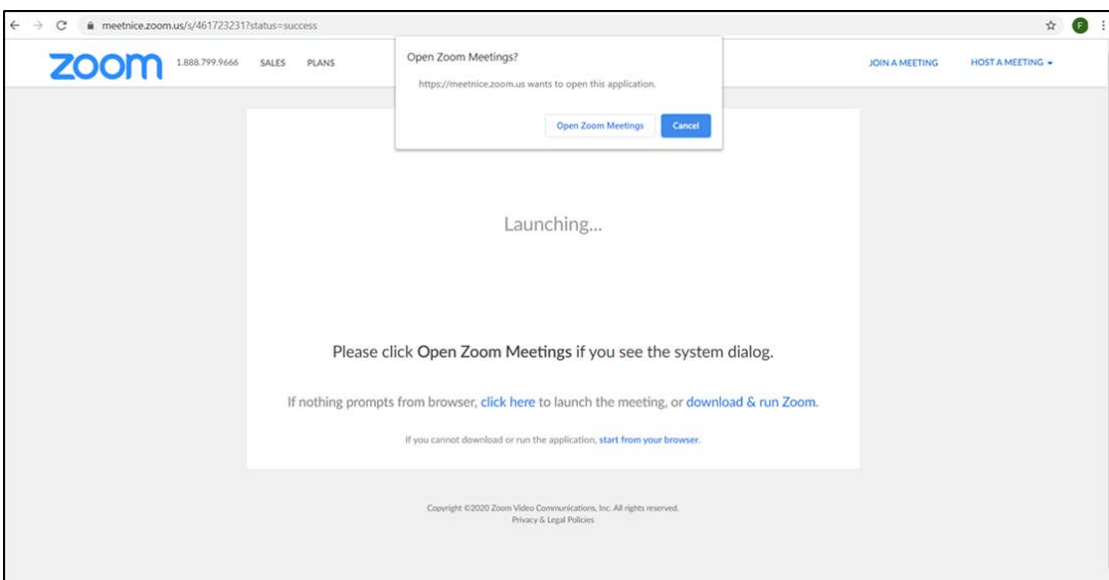 meetnice.zoom.us/s/461723231?status=success
F
zoom 1.888.799.9666 SALES PLANS JOIN A MEETING HOST A MEETING
Open Zoom Meetings?
https://meetnice.zoom.us wants to open this application.
Open Zoom Meetings Cancel
Launching...
Please click Open Zoom Meetings if you see the system dialog.
If nothing prompts from browser, click here to launch the meeting, or download & run Zoom.
If you cannot download or run the application, start from your browser.
Copyright ©2020 Zoom Video Communications, Inc. All rights reserved.
Privacy & Legal Policies